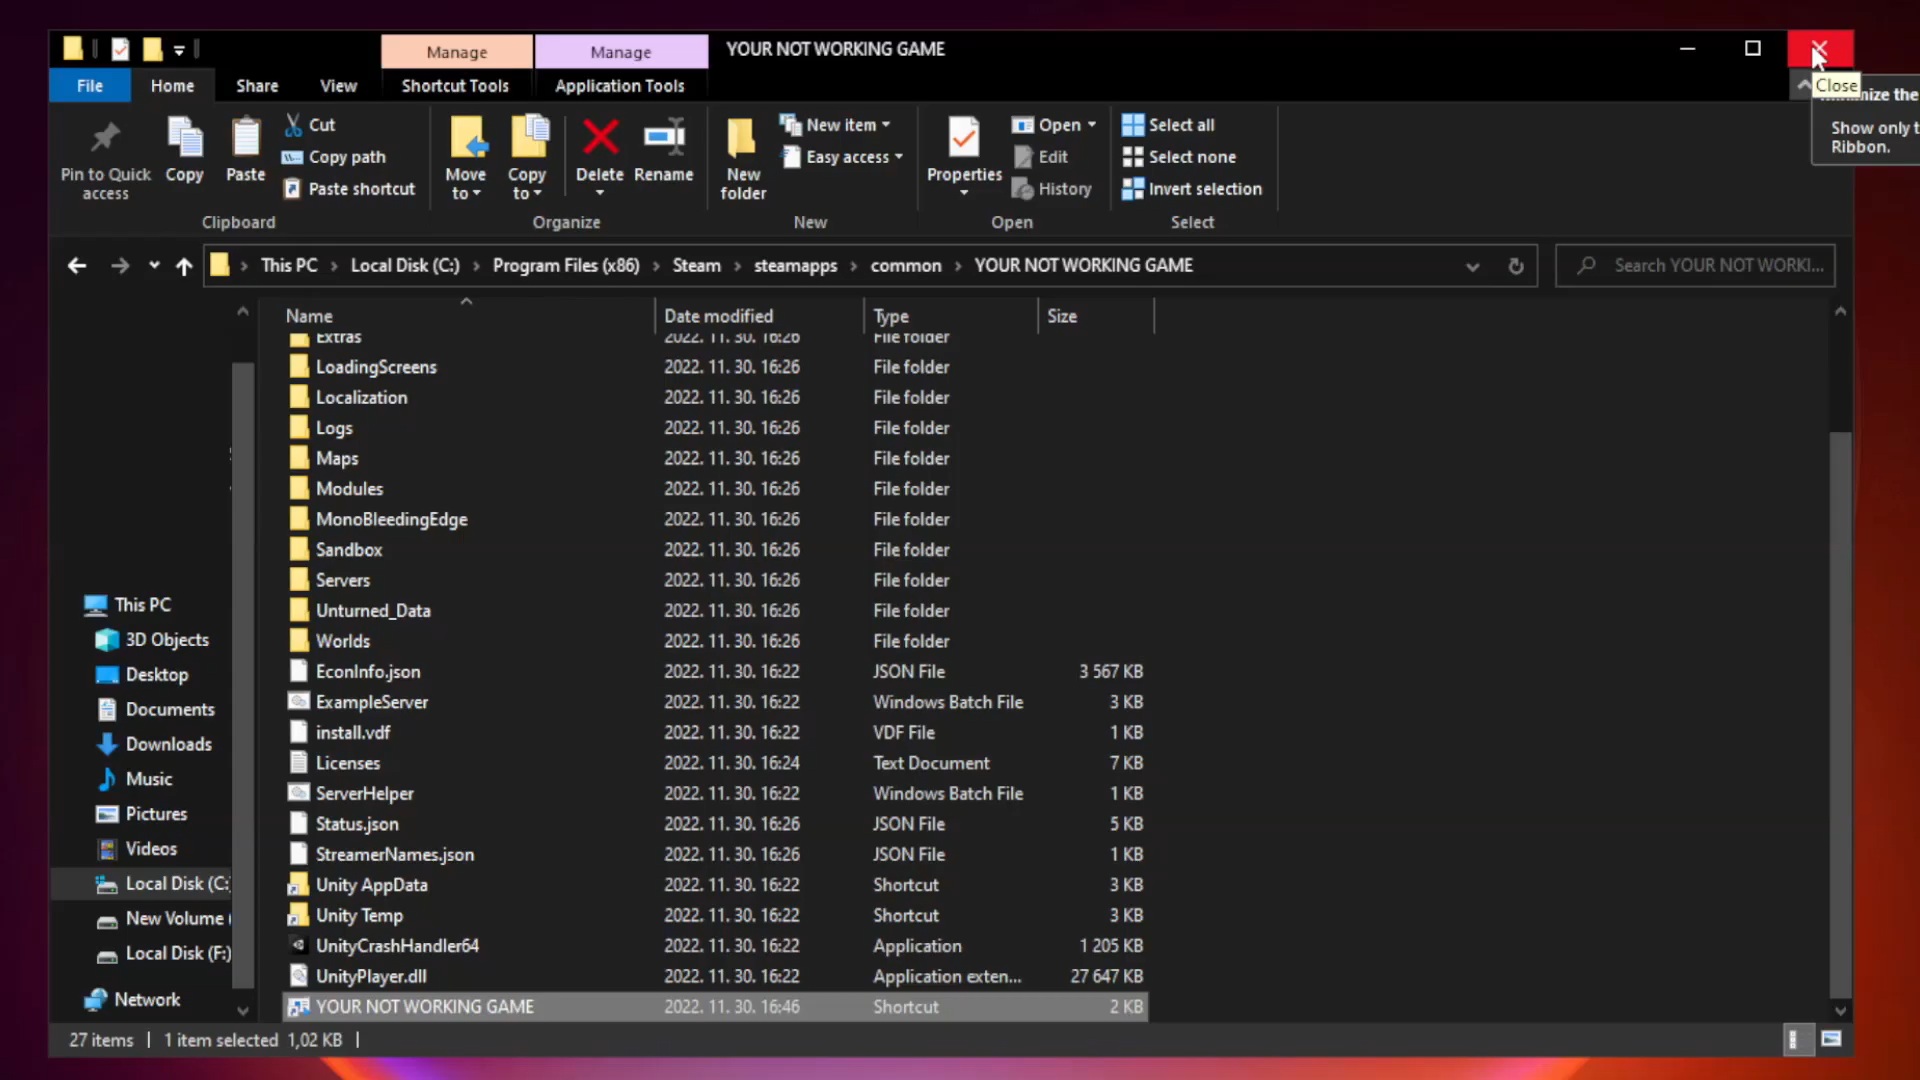 Manage
Manage
YOUR NOT WORKING GAME
File
Home
Share
View
Shortcut Tools
Application Tools
Close
the
Show only t
Ribbon.
Pin to Quick
access
Copy
Paste
Cut
Copy path
Paste shortcut
Clipboard
Move
to
Copy
to
Delete
Rename
Organize
New
folder
New item
Easy access
New
Properties
Open
Edit
History
Open
Select all
Select none
Invert selection
Select
This PC
Local Disk (C:)
Program Files (x86)
Steam
steamapps
common
YOUR NOT WORKING GAME
Search YOUR NOT WORKI...
Name Date modified Type Size
Extras 2022. 11. 30. 16:26 File folder
LoadingScreens 2022. 11. 30. 16:26 File folder
Localization 2022. 11. 30. 16:26 File folder
Logs 2022. 11. 30. 16:26 File folder
Maps 2022. 11. 30. 16:26 File folder
Modules 2022. 11. 30. 16:26 File folder
MonoBleedingEdge 2022. 11. 30. 16:26 File folder
Sandbox 2022. 11. 30. 16:26 File folder
Servers 2022. 11. 30. 16:26 File folder
Unturned_Data 2022. 11. 30. 16:26 File folder
Worlds 2022. 11. 30. 16:26 File folder
EconInfo.json 2022. 11. 30. 16:22 JSON File 3 567 KB
ExampleServer 2022. 11. 30. 16:22 Windows Batch File 3 KB
install.vdf 2022. 11. 30. 16:22 VDF File 1 KB
Licenses 2022. 11. 30. 16:24 Text Document 7 KB
ServerHelper 2022. 11. 30. 16:22 Windows Batch File 1 KB
Status.json 2022. 11. 30. 16:26 JSON File 5 KB
StreamerNames.json 2022. 11. 30. 16:26 JSON File 1 KB
Unity AppData 2022. 11. 30. 16:22 Shortcut 3 KB
Unity Temp 2022. 11. 30. 16:22 Shortcut 3 KB
UnityCrashHandler64 2022. 11. 30. 16:22 Application 1 205 KB
UnityPlayer.dll 2022. 11. 30. 16:22 Application exten... 27 647 KB
YOUR NOT WORKING GAME 2022. 11. 30. 16:46 Shortcut 2 KB
This PC
3D Objects
Desktop
Documents
Downloads
Music
Pictures
Videos
Local Disk (C:
New Volume (
Local Disk (F:)
Network
27 items
1 item selected 1,02 KB